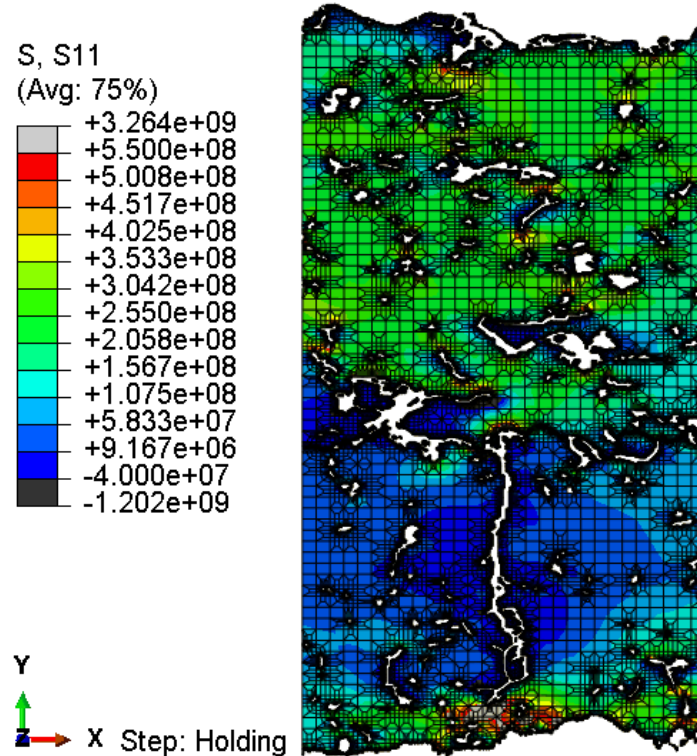 S, S11
(Avg: 75%)
+3.264e+09
+5.500e+08
+5.008e+08
+4.517e+08
+4.025e+08
+3.533e+08
+3.042e+08
+2.550e+08
+2.058e+08
+1.567e+08
+1.075e+08
+5.833e+07
+9.167e+06
-4.000e+07
-1.202e+09
Y
Z X Step: Holding